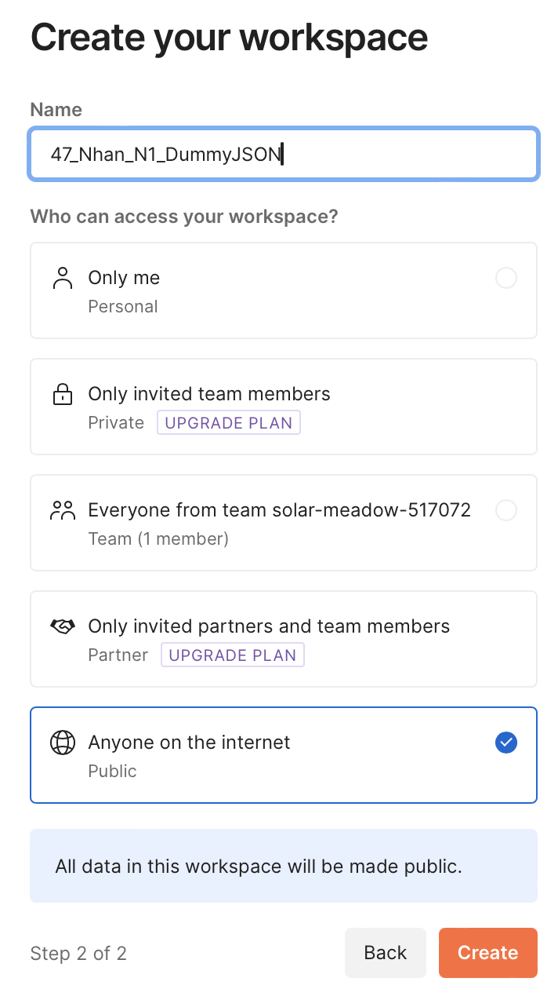 Create your workspace
Name
47_Nhan_N1_DummyJSON
Who can access your workspace?
Only me
Personal
Only invited team members
Private UPGRADE PLAN
Everyone from team solar-meadow-517072
Team (1 member)
Only invited partners and team members
Partner UPGRADE PLAN
Anyone on the internet
Public
All data in this workspace will be made public.
Step 2 of 2 Back Create